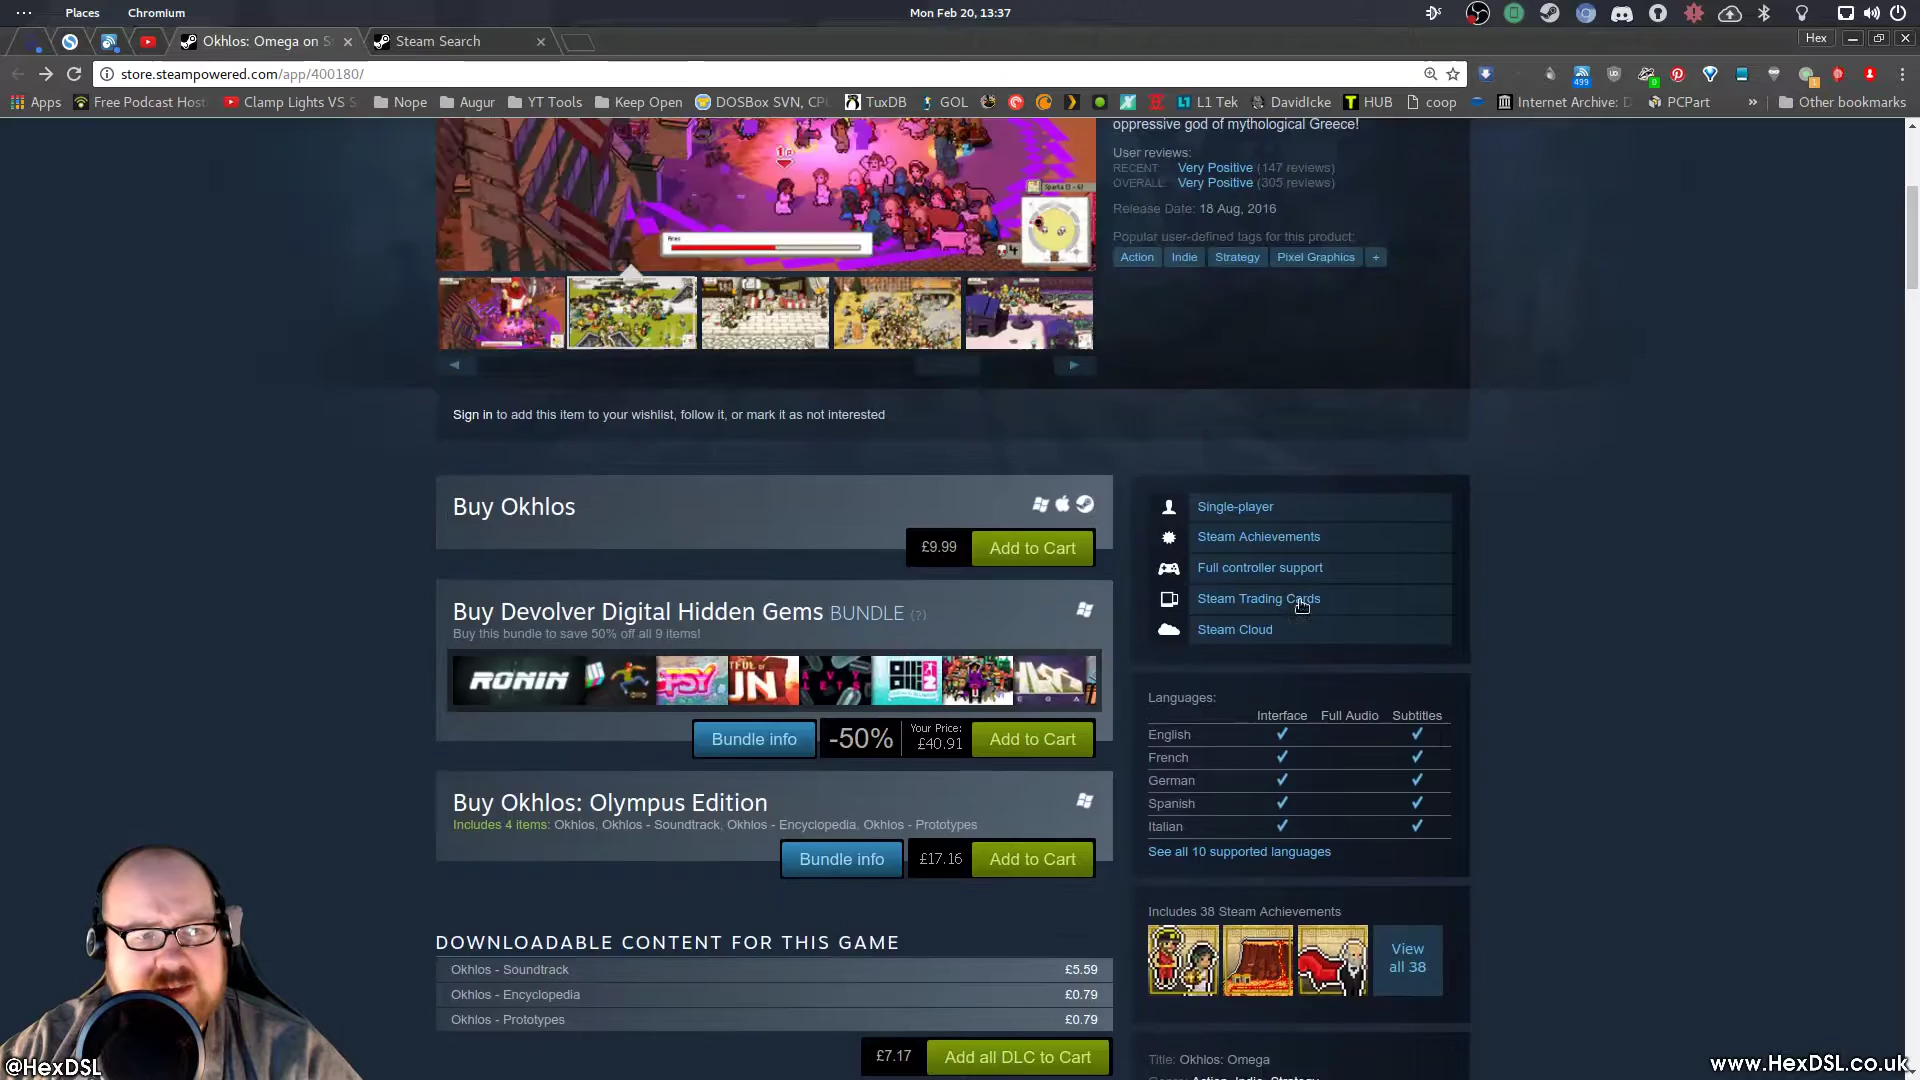 Places
Chromium
Mon Feb 20, 13:37
Okhlos: Omega on S
Steam Search
Hex
store.steampowered.com/app/400180/
499
0
1
Apps
Free Podcast Host
Clamp Lights VS S
Nope
Augur
YT Tools
Keep Open
DOSBox SVN, CPU
TuxDB
GOL
L1 Tek
DavidIcke
HUB
coop
Internet Archive: D
PCPart
»
Other bookmarks
oppressive god of mythological Greece!
User reviews:
RECENT: Very Positive (147 reviews)
OVERALL: Very Positive (305 reviews)
Release Date: 18 Aug, 2016
Popular user-defined tags for this product:
Action
Indie
Strategy
Pixel Graphics
+
1p
Ares
4
Sign in to add this item to your wishlist, follow it, or mark it as not interested
Buy Okhlos
£9.99
Add to Cart
Buy Devolver Digital Hidden Gems BUNDLE (?)
Buy this bundle to save 50% off all 9 items!
RONIN
Bundle info
-50%
Your Price:
£40.91
Add to Cart
Buy Okhlos: Olympus Edition
Includes 4 items: Okhlos, Okhlos - Soundtrack, Okhlos - Encyclopedia, Okhlos - Prototypes
Bundle info
£17.16
Add to Cart
DOWNLOADABLE CONTENT FOR THIS GAME
Okhlos - Soundtrack £5.59
Okhlos - Encyclopedia £0.79
Okhlos - Prototypes £0.79
£7.17
Add all DLC to Cart
Single-player
Steam Achievements
Full controller support
Steam Trading Cards
Steam Cloud
Languages:
Interface Full Audio Subtitles
English
French
German
Spanish
Italian
See all 10 supported languages
Includes 38 Steam Achievements
View
all 38
Title: Okhlos: Omega
@HexDSL
www.HexDSL.co.uk